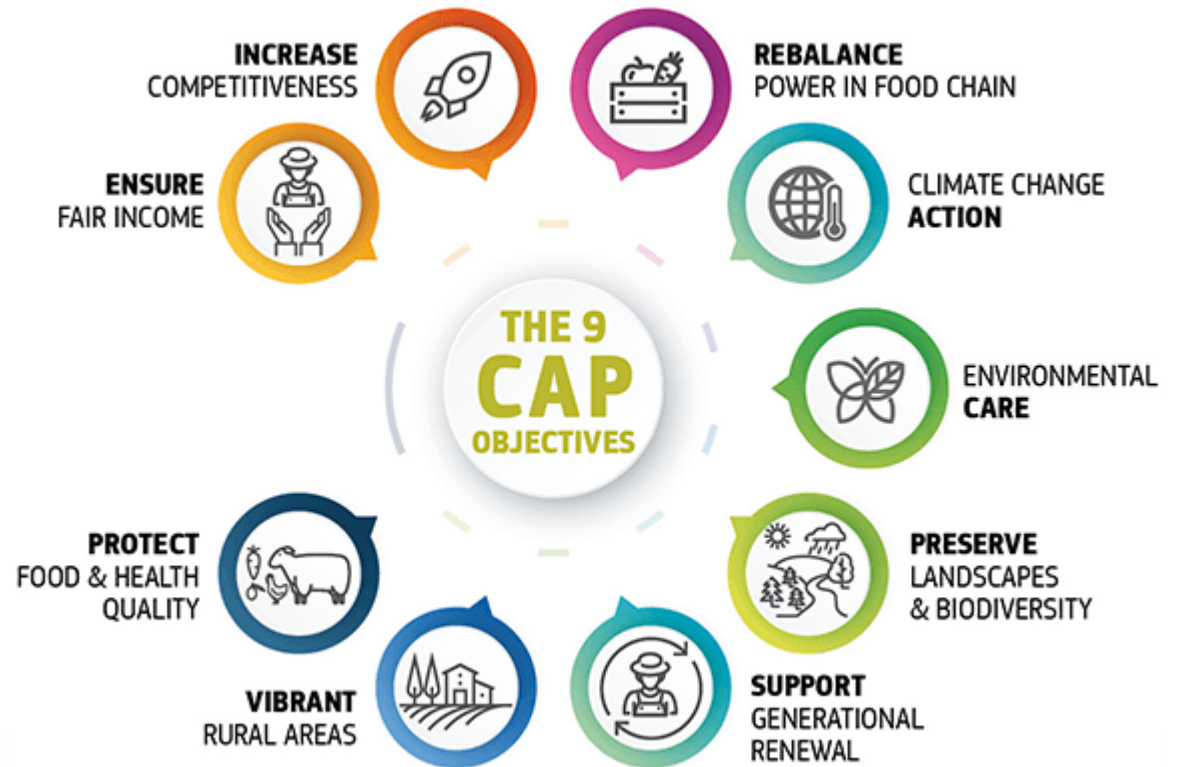 THE 9
CAP
OBJECTIVES
INCREASE
COMPETITIVENESS
REBALANCE
POWER IN FOOD CHAIN
ENSURE
FAIR INCOME
CLIMATE CHANGE
ACTION
ENVIRONMENTAL
CARE
PROTECT
FOOD & HEALTH
QUALITY
PRESERVE
LANDSCAPES
& BIODIVERSITY
VIBRANT
RURAL AREAS
SUPPORT
GENERATIONAL
RENEWAL